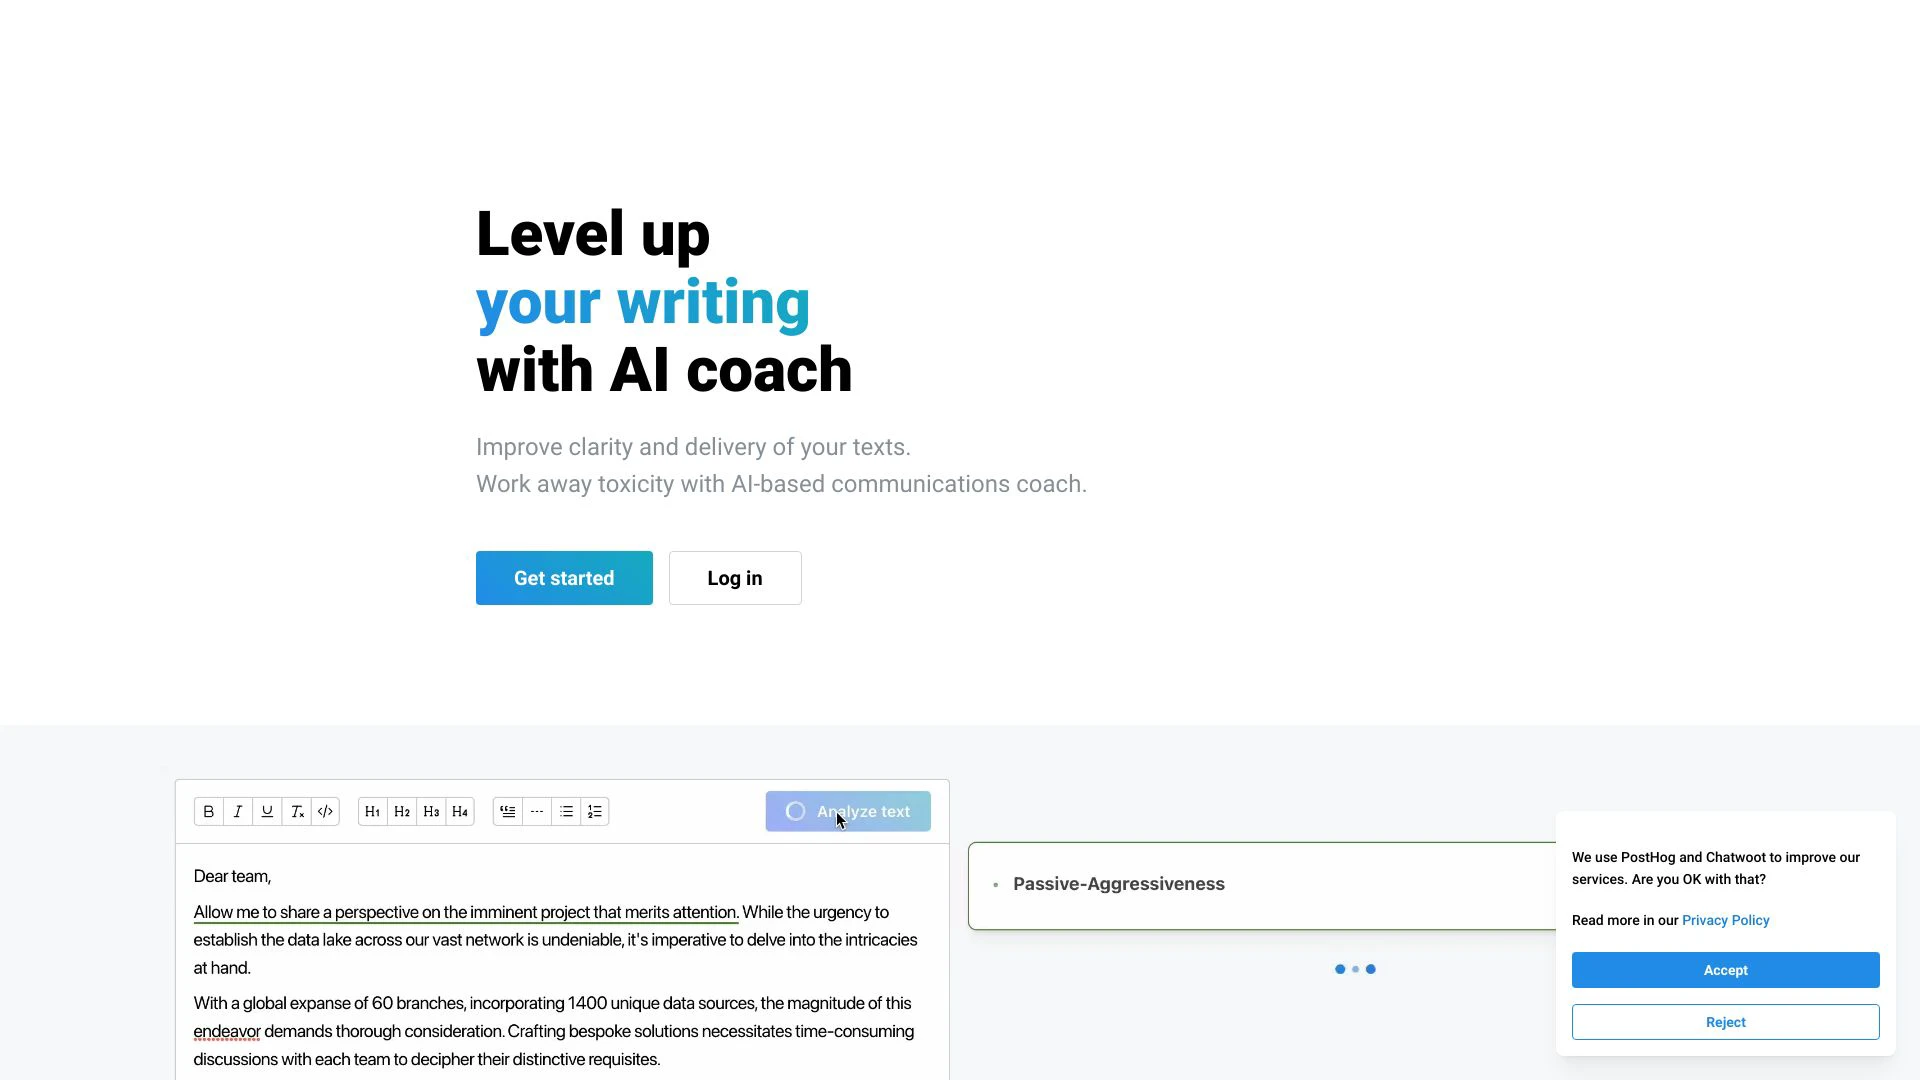 Level up
your writing
with AI coach
Improve clarity and delivery of your texts.
Work away toxicity with AI-based communications coach.
Get started
Log in
B I U Tx </> H1 H2 H3 H4
Analyze text
Dear team,
Allow me to share a perspective on the imminent project that merits attention. While the urgency to
establish the data lake across our vast network is undeniable, it's imperative to delve into the intricacies
at hand.
With a global expanse of 60 branches, incorporating 1400 unique data sources, the magnitude of this
endeavor demands thorough consideration. Crafting bespoke solutions necessitates time-consuming
discussions with each team to decipher their distinctive requisites.
• Passive-Aggressiveness
We use PostHog and Chatwoot to improve our
services. Are you OK with that?
Read more in our Privacy Policy
Accept
Reject